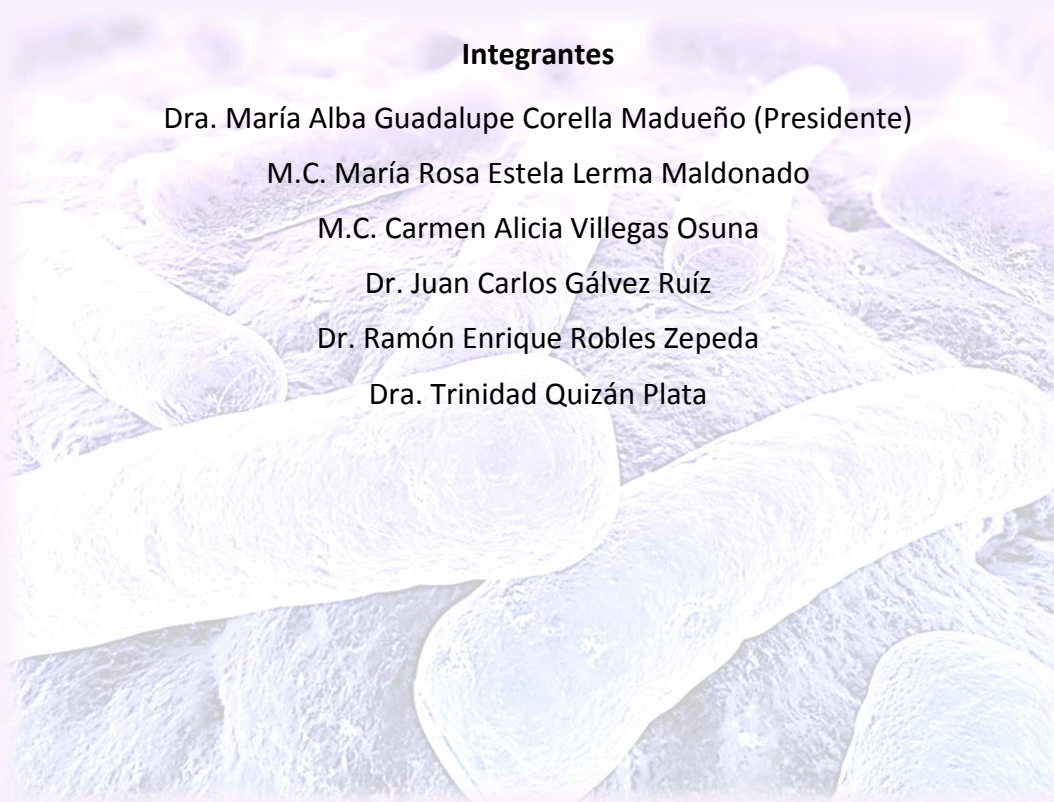 Integrantes
Dra. María Alba Guadalupe Corella Madueño (Presidente)
M.C. María Rosa Estela Lerma Maldonado
M.C. Carmen Alicia Villegas Osuna
Dr. Juan Carlos Gálvez Ruíz
Dr. Ramón Enrique Robles Zepeda
Dra. Trinidad Quizán Plata